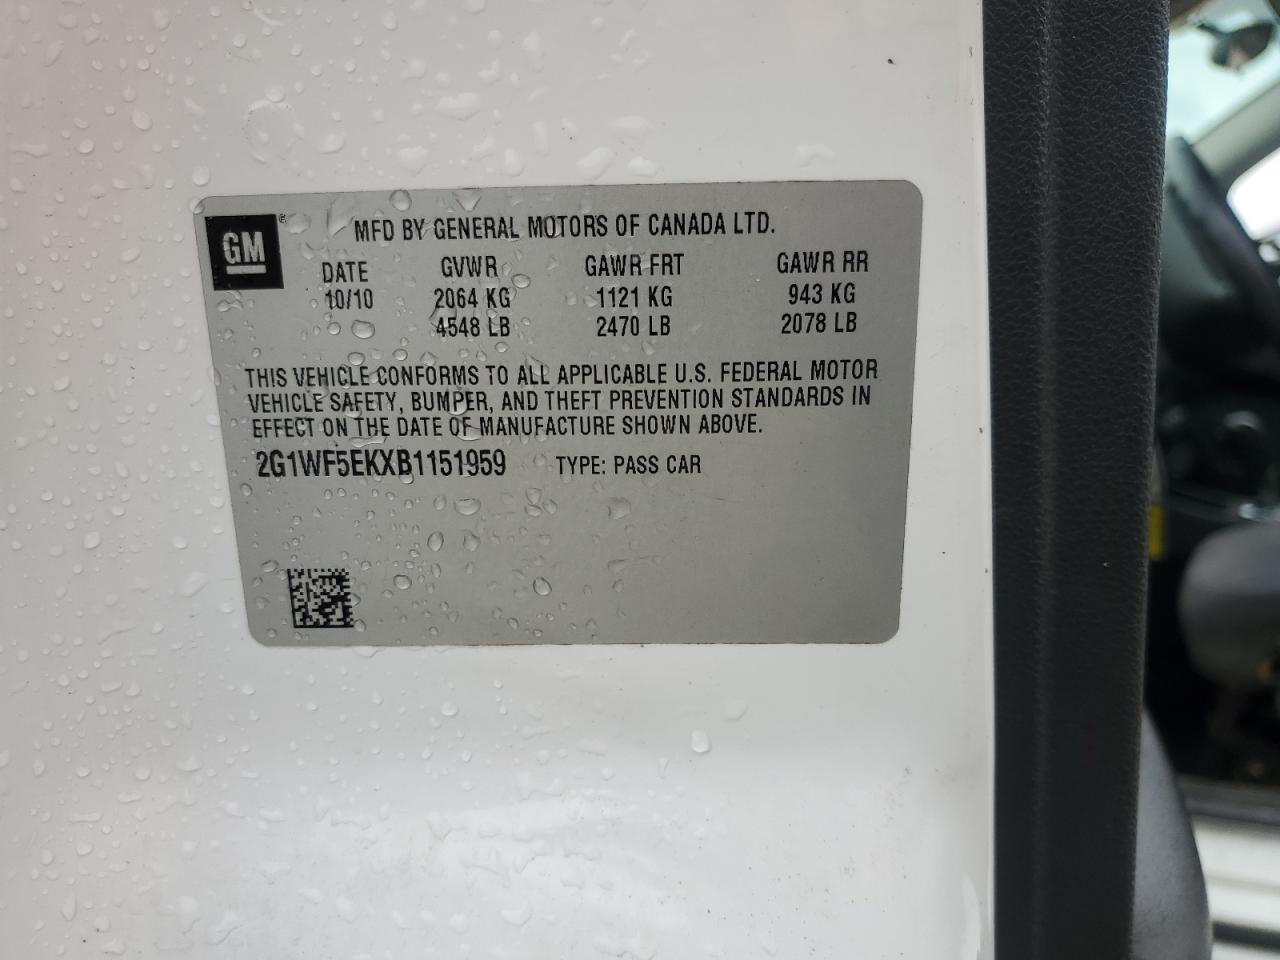 GM ®
MFD BY GENERAL MOTORS OF CANADA LTD.
DATE GVWR GAWR FRT GAWR RR
10/10 2064 KG 1121 KG 943 KG
4548 LB 2470 LB 2078 LB
THIS VEHICLE CONFORMS TO ALL APPLICABLE U.S. FEDERAL MOTOR
VEHICLE SAFETY, BUMPER, AND THEFT PREVENTION STANDARDS IN
EFFECT ON THE DATE OF MANUFACTURE SHOWN ABOVE.
2G1WF5EKXB1151959 TYPE: PASS CAR